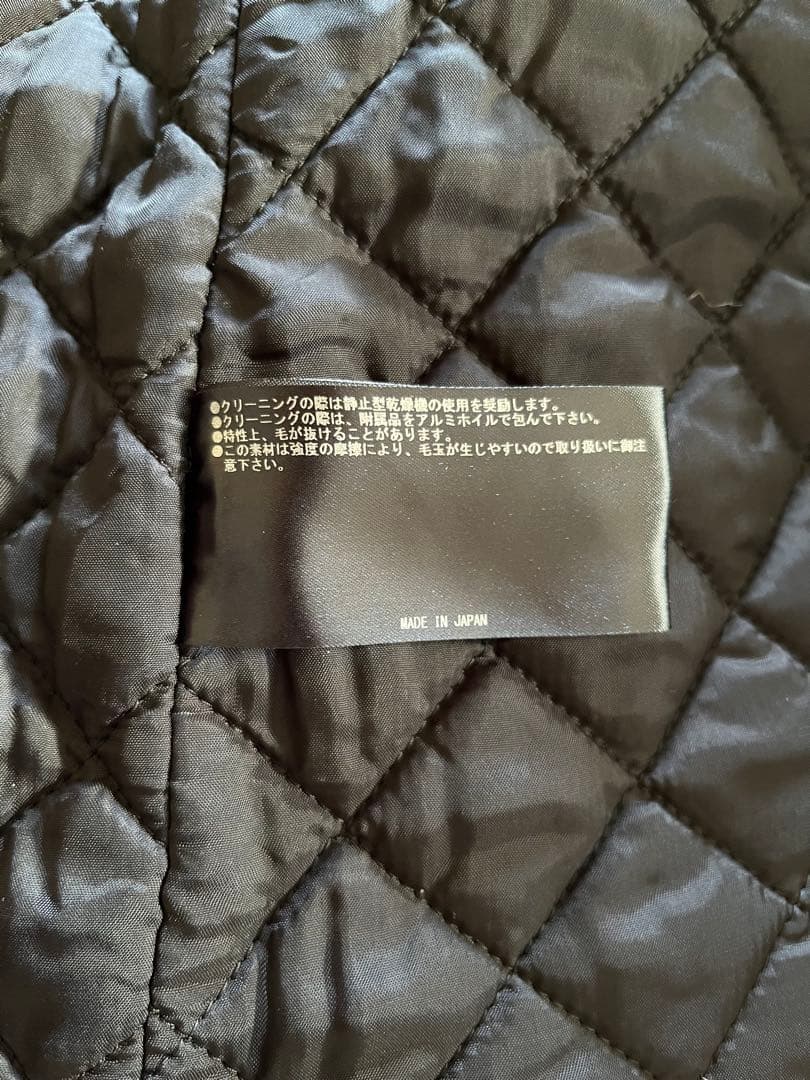 ●クリーニングの際は静止型乾燥機の使用を奨励します。
●クリーニングの際は、附属品をアルミホイルで包んで下さい。
●特性上、毛が抜けることがあります。
●この素材は強度の摩擦により、毛玉が生じやすいので取り扱いに御注
意下さい。
MADE IN JAPAN